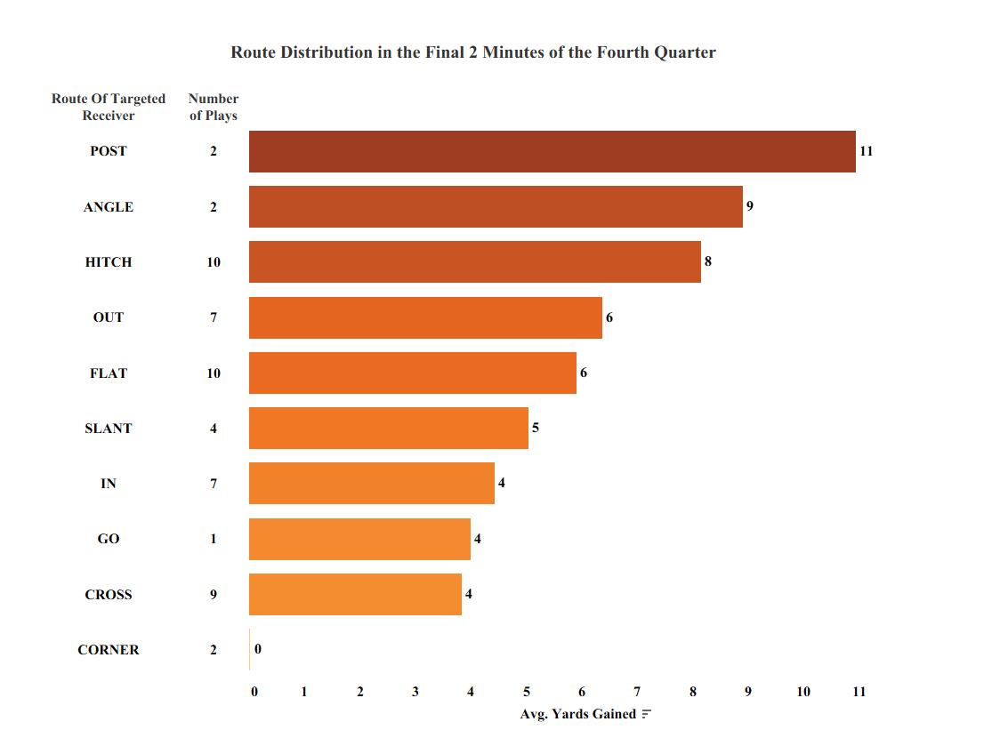 Route Distribution in the Final 2 Minutes of the Fourth Quarter
Route Of Targeted Receiver
Number of Plays
POST 2 11
ANGLE 2 9
HITCH 10 8
OUT 7 6
FLAT 10 6
SLANT 4 5
IN 7 4
GO 1 4
CROSS 9 4
CORNER 2 0
0 1 2 3 4 5 6 7 8 9 10 11
Avg. Yards Gained